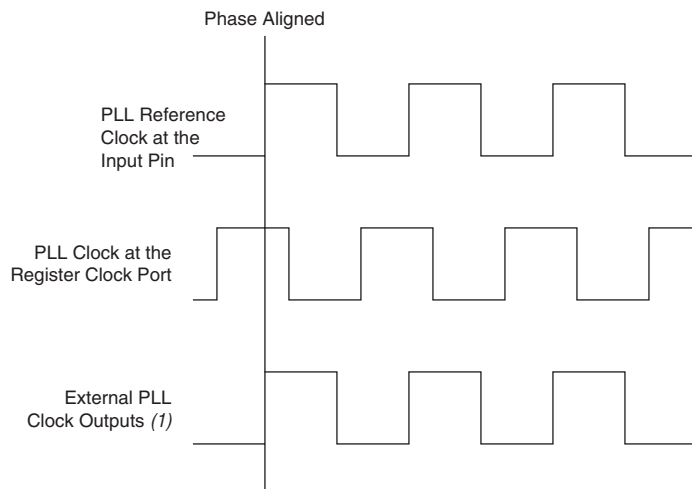 Phase Aligned
PLL Reference
Clock at the
Input Pin
PLL Clock at the
Register Clock Port
External PLL
Clock Outputs (1)